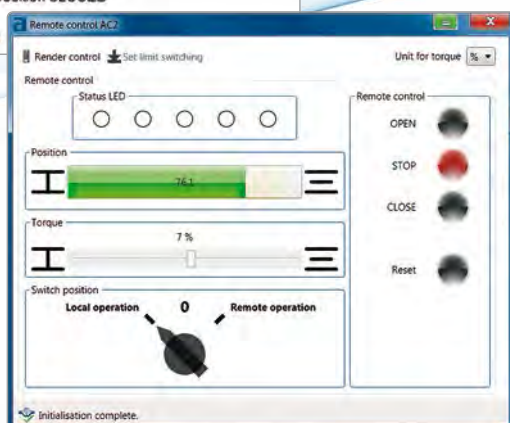 Remote control AC2
Render control Set limit switching
Unit for torque % 
Remote control
Status LED
Position
76.1
Torque
7 %
Switch position
Local operation 0 Remote operation
Remote control
OPEN
STOP
CLOSE
Reset
Initialisation complete.